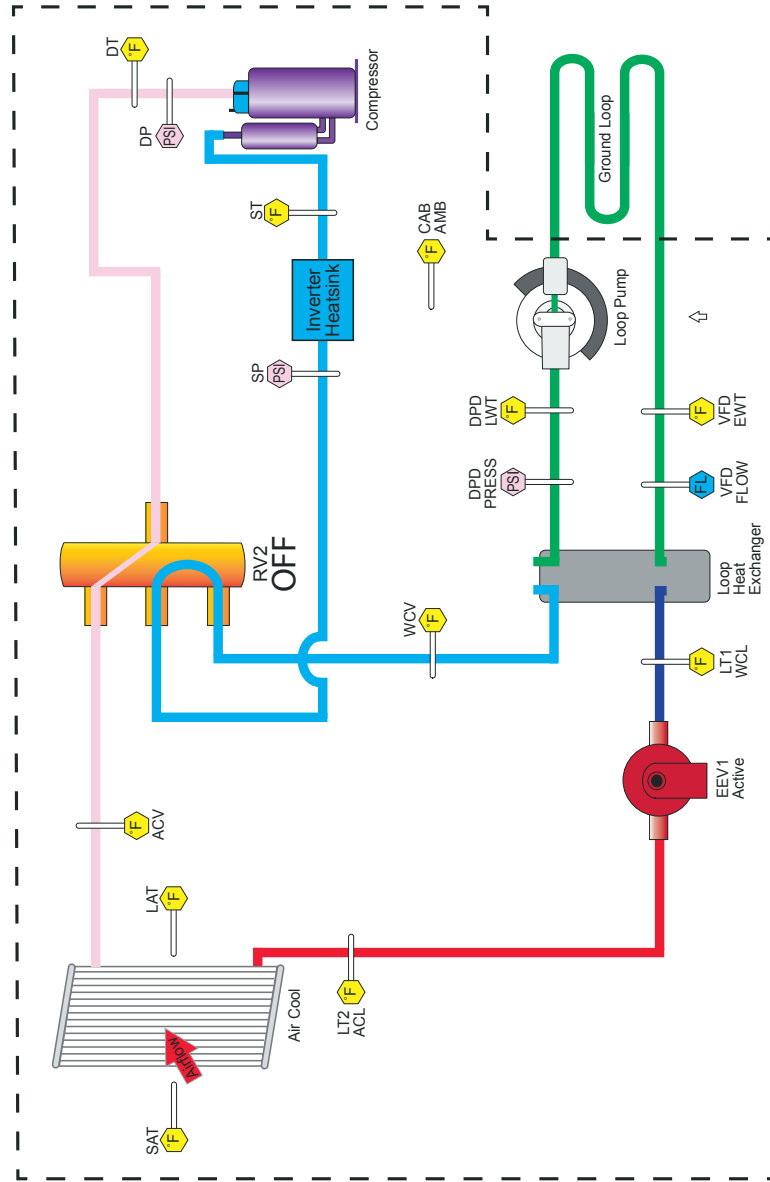 SAT
°F
Airflow
LAT
°F
Air Cool
°F
LT2
ACL
°F
ACV
RV2
OFF
WCV
°F
EEV1
Active
°F
LT1
WCL
Loop
Heat
Exchanger
DPD
PRESS
PSI
DPD
LWT
°F
FL
VFD
FLOW
°F
VFD
EWT
SP
PSI
Inverter
Heatsink
ST
°F
CAB
AMB
°F
Loop Pump
Ground Loop
DP
PSI
DT
°F
Compressor